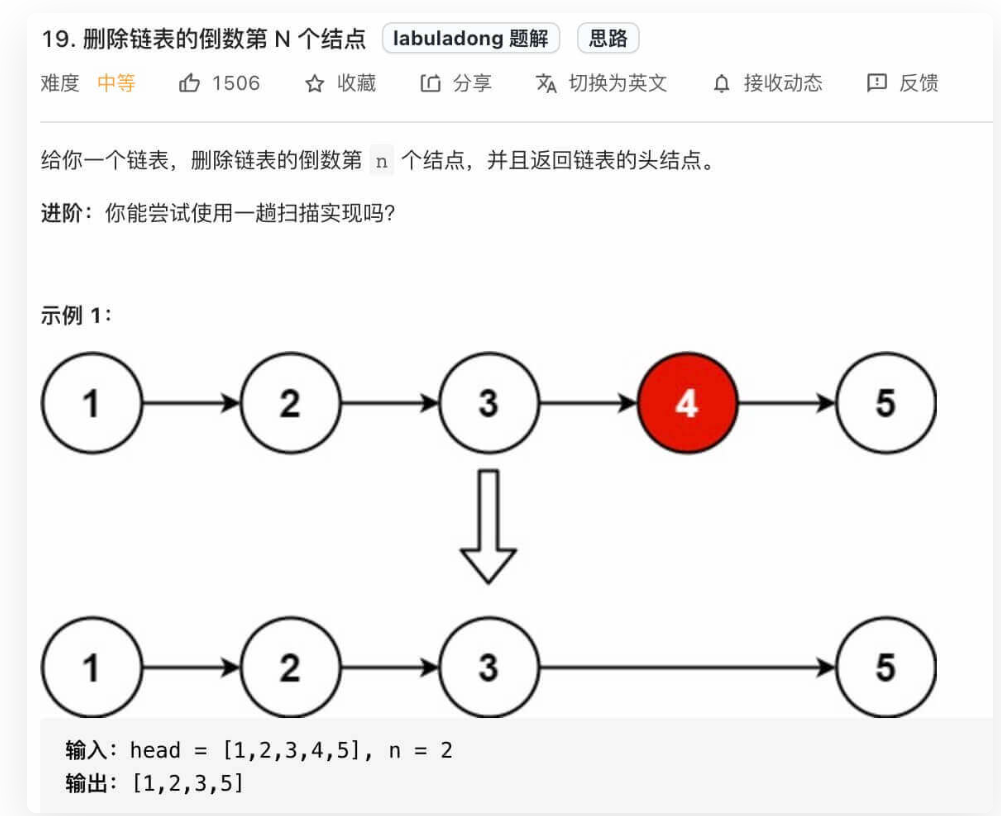 19. 删除链表的倒数第 N 个结点 labuladong 题解 思路
难度 中等 1506 收藏 分享 切换为英文 接收动态 反馈
给你一个链表，删除链表的倒数第 n 个结点，并且返回链表的头结点。
进阶：你能尝试使用一趟扫描实现吗？
示例 1：
1 2 3 4 5
1 2 3 5
输入：head = [1,2,3,4,5], n = 2
输出：[1,2,3,5]